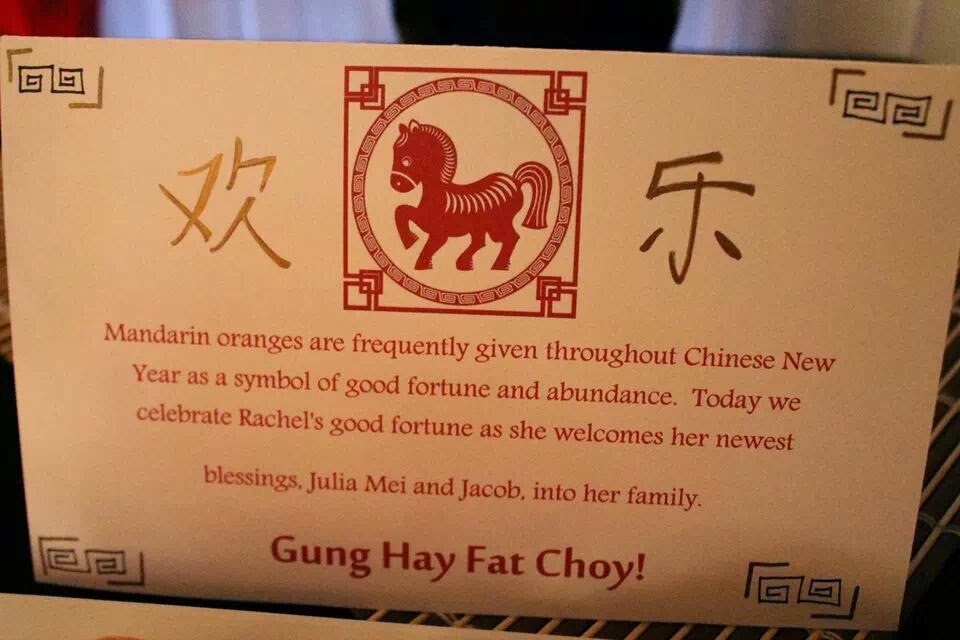 欢 乐
Mandarin oranges are frequently given throughout Chinese New
Year as a symbol of good fortune and abundance. Today we
celebrate Rachel's good fortune as she welcomes her newest
blessings, Julia Mei and Jacob, into her family.
Gung Hay Fat Choy!